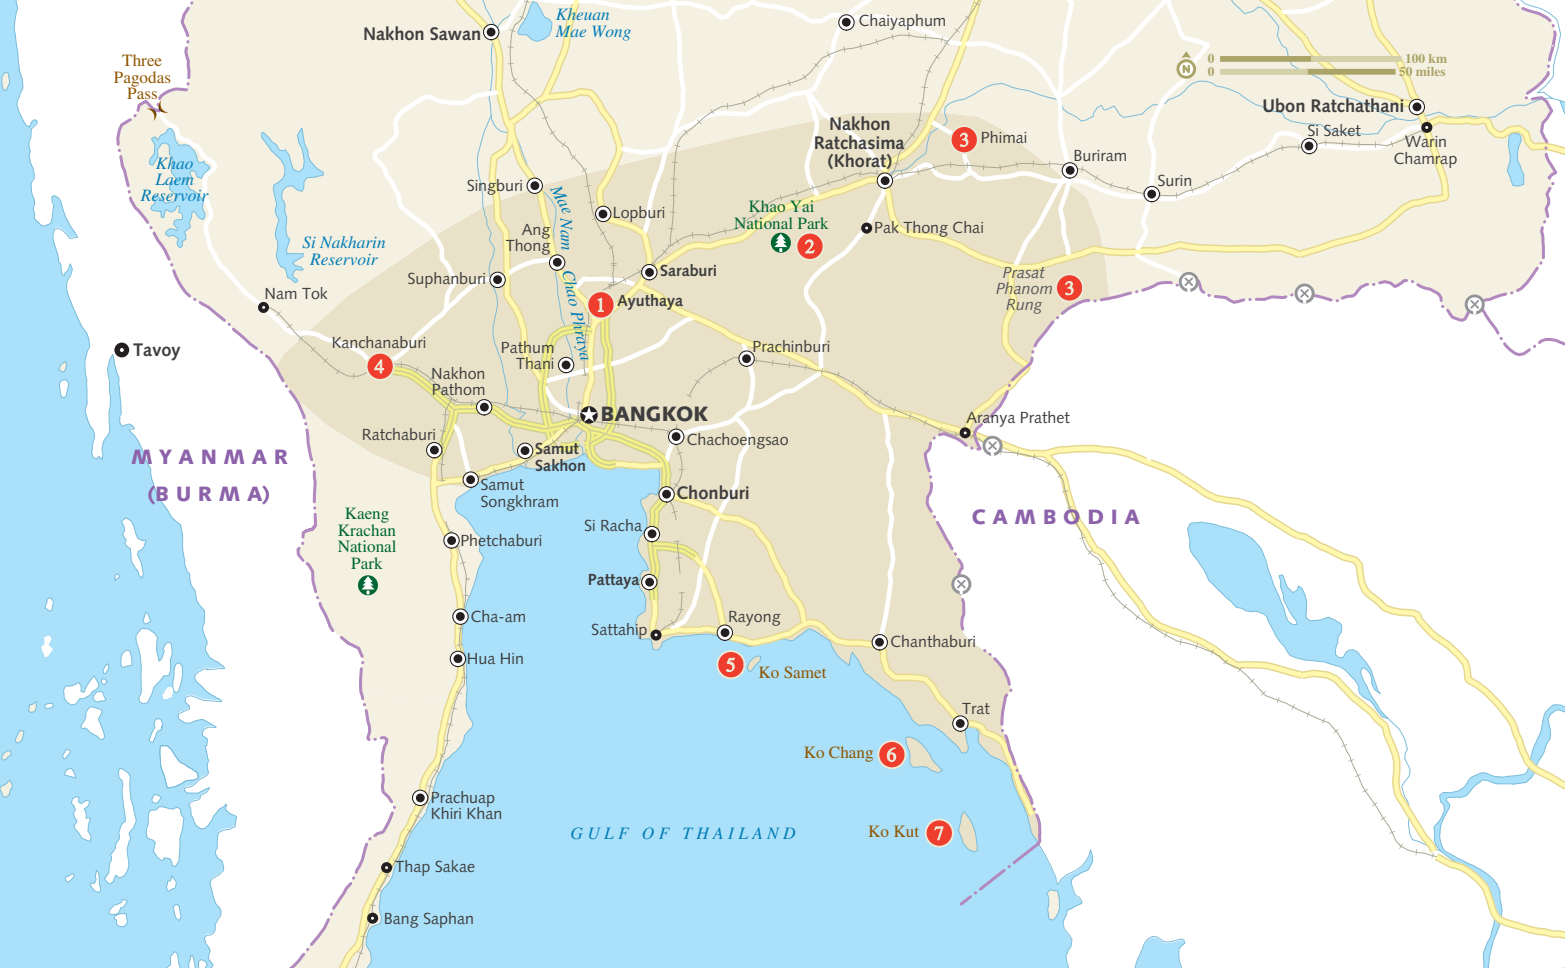 Kheuan
Mae Wong
Chaiyaphum
Nakhon Sawan
Three
Pagodas
Pass
0
100 km
0
50 miles
N
Ubon Ratchathani
Si Saket
Warin
Chamrap
Nakhon
Ratchasima
(Khorat)
3
Phimai
Buriram
Surin
Khao
Laem
Reservoir
Singburi
Mae Nam Chao Phraya
Lopburi
Khao Yai
National Park
2
Pak Thong Chai
Ang
Thong
Si Nakharin
Reservoir
Suphanburi
Saraburi
Prasat
Phanom
Rung
3
Nam Tok
1
Ayuthaya
Tavoy
Kanchanaburi
4
Pathum
Thani
Prachinburi
Nakhon
Pathom
BANGKOK
Aranya Prathet
Ratchaburi
Chachoengsao
Samut
Sakhon
MYANMAR
(BURMA)
Samut
Songkhram
Chonburi
CAMBODIA
Kaeng
Krachan
National
Park
Si Racha
Phetchaburi
Pattaya
Cha-am
Rayong
Sattahip
Chanthaburi
Hua Hin
5
Ko Samet
Trat
Ko Chang
6
Prachuap
Khiri Khan
GULF OF THAILAND
Ko Kut
7
Thap Sakae
Bang Saphan